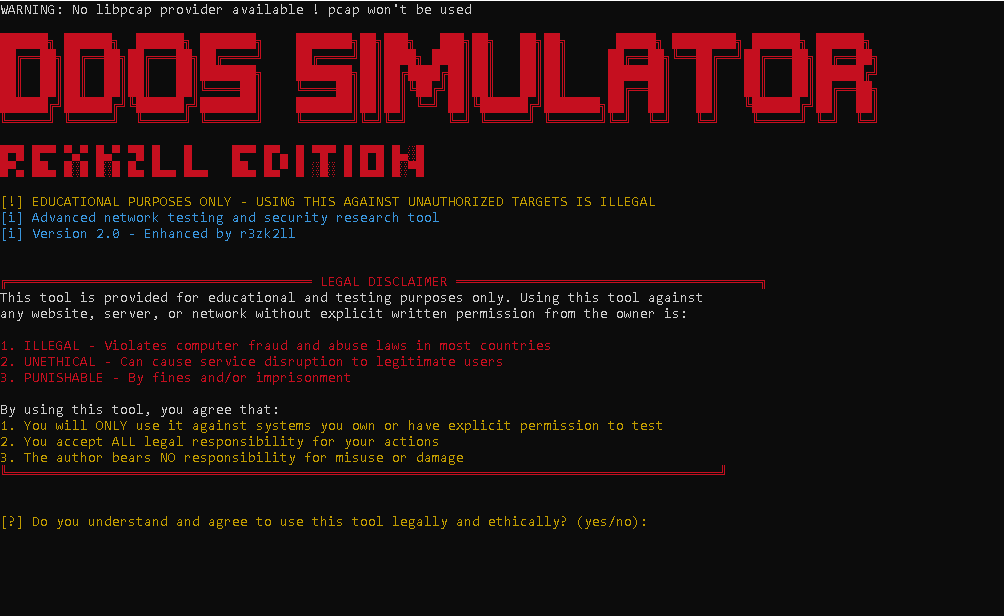 WARNING: No libpcap provider available ! pcap won't be used
DDOS SIMULATOR
REXK2LL EDITION
[!] EDUCATIONAL PURPOSES ONLY - USING THIS AGAINST UNAUTHORIZED TARGETS IS ILLEGAL
[i] Advanced network testing and security research tool
[i] Version 2.0 - Enhanced by r3zk2ll
LEGAL DISCLAIMER
This tool is provided for educational and testing purposes only. Using this tool against
any website, server, or network without explicit written permission from the owner is:
1. ILLEGAL - Violates computer fraud and abuse laws in most countries
2. UNETHICAL - Can cause service disruption to legitimate users
3. PUNISHABLE - By fines and/or imprisonment
By using this tool, you agree that:
1. You will ONLY use it against systems you own or have explicit permission to test
2. You accept ALL legal responsibility for your actions
3. The author bears NO responsibility for misuse or damage
[?] Do you understand and agree to use this tool legally and ethically? (yes/no):